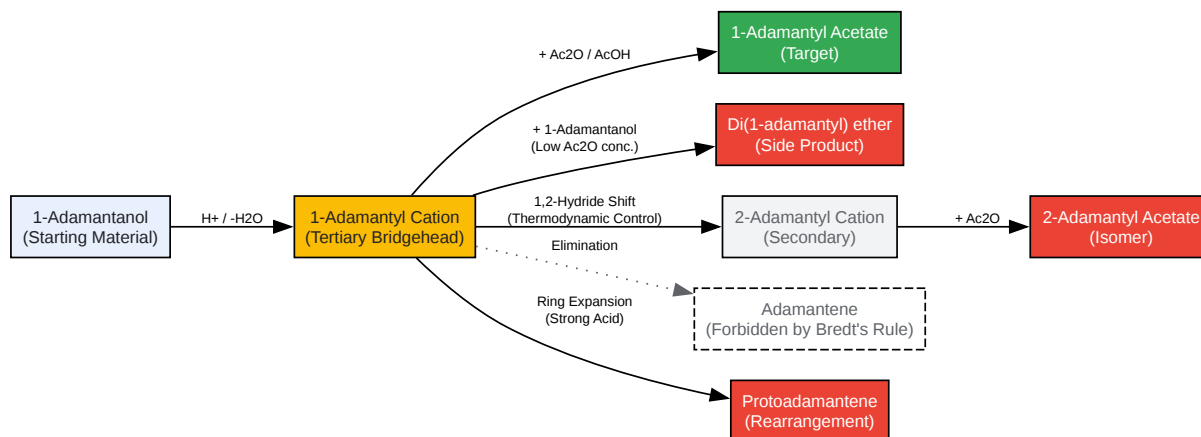 1-Adamantyl Acetate
(Target)
+ Ac2O / AcOH
Di(1-adamantyl) ether
(Side Product)
+ 1-Adamantanol
(Low Ac2O conc.)
1-Adamantanol
(Starting Material)
H+ / -H2O
1-Adamantyl Cation
(Tertiary Bridgehead)
1,2-Hydride Shift
(Thermodynamic Control)
2-Adamantyl Cation
(Secondary)
+ Ac2O
2-Adamantyl Acetate
(Isomer)
Elimination
Adamantene
(Forbidden by Bredt's Rule)
Ring Expansion
(Strong Acid)
Protoadamantene
(Rearrangement)